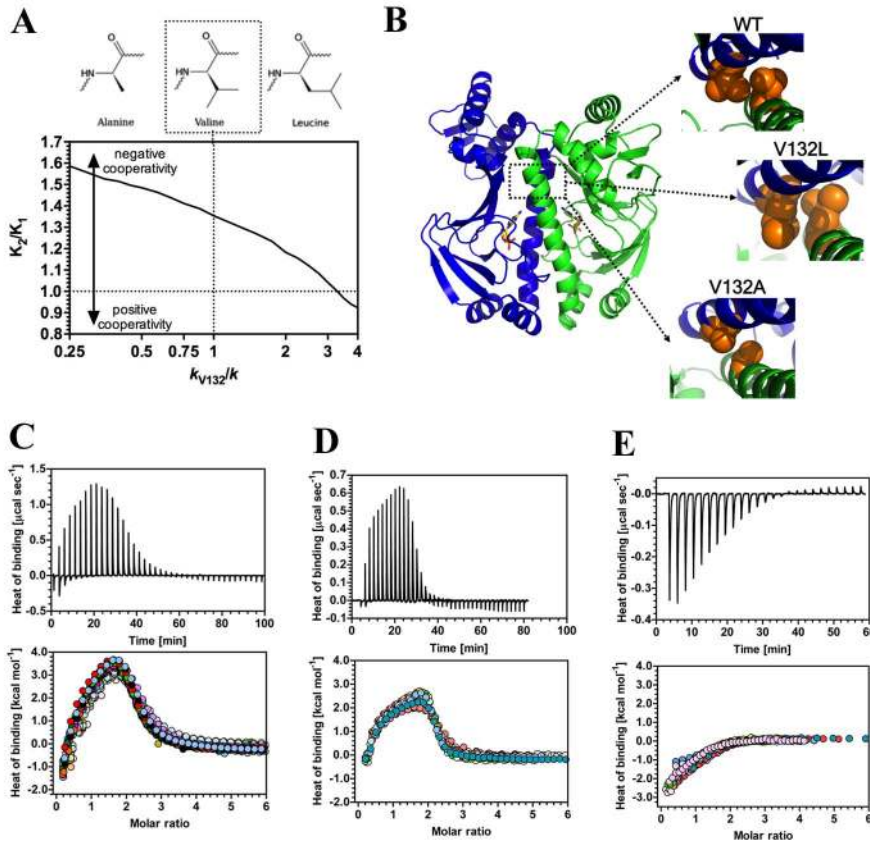 A
B
O
HN
Alanine
O
HN
Valine
O
HN
Leucine
1.7
1.6
1.5
1.4
1.3
1.2
1.1
1.0
0.9
0.8
K₂/K₁
negative
cooperativity
positive
cooperativity
0.25
0.5
0.75
1
2
3
4
kV132/k
WT
V132L
V132A
C
D
E
Heat of binding [µcal sec⁻¹]
1.5
1.0
0.5
0.0
-0.5
0 20 40 60 80 100
Time [min]
Heat of binding [µcal sec⁻¹]
0.7
0.6
0.5
0.4
0.3
0.2
0.1
-0.0
-0.1
0 20 40 60 80 100
Time [min]
Heat of binding [µcal sec⁻¹]
-0.0
-0.1
-0.2
-0.3
-0.4
0 10 20 30 40 50 60
Time [min]
Heat of binding [kcal mol⁻¹]
4.0
3.0
2.0
1.0
0.0
-1.0
-2.0
0 1 2 3 4 5 6
Molar ratio
Heat of binding [kcal mol⁻¹]
4.0
3.0
2.0
1.0
0.0
-1.0
-2.0
0 1 2 3 4 5 6
Molar ratio
Heat of binding [kcal mol⁻¹]
3.0
2.0
1.0
0.0
-1.0
-2.0
-3.0
0 1 2 3 4 5 6
Molar ratio